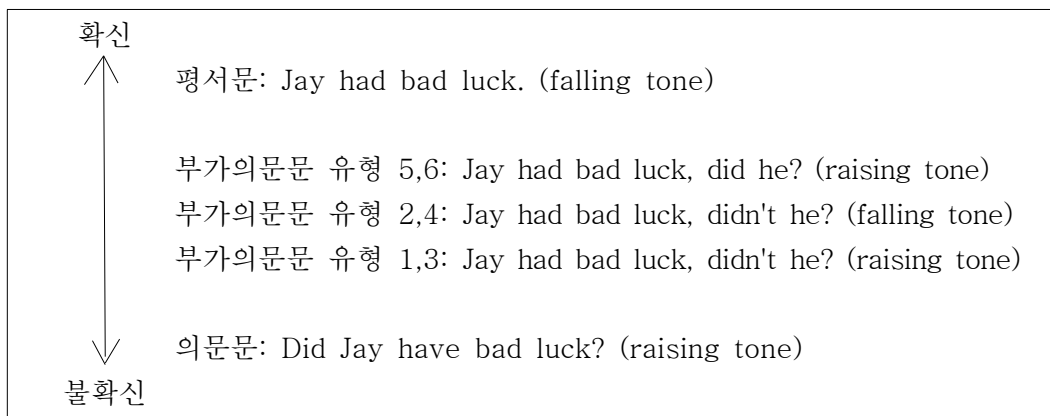 확신
평서문: Jay had bad luck. (falling tone)
부가의문문 유형 5,6: Jay had bad luck, did he? (raising tone)
부가의문문 유형 2,4: Jay had bad luck, didn't he? (falling tone)
부가의문문 유형 1,3: Jay had bad luck, didn't he? (raising tone)
의문문: Did Jay have bad luck? (raising tone)
불확신